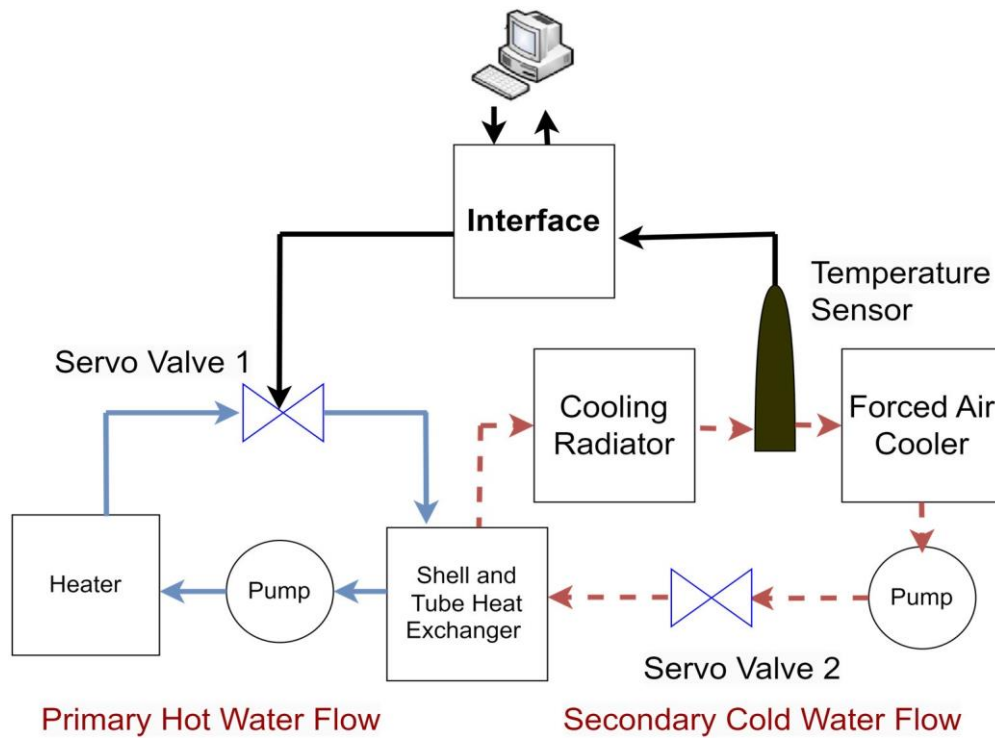 Interface
Temperature
Sensor
Servo Valve 1
Cooling
Radiator
Forced Air
Cooler
Heater
Pump
Shell and
Tube Heat
Exchanger
Pump
Servo Valve 2
Primary Hot Water Flow
Secondary Cold Water Flow